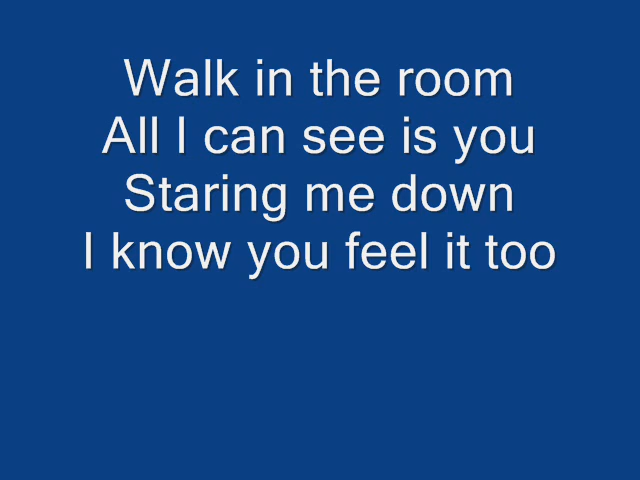 Walk in the room
All I can see is you
Staring me down
I know you feel it too